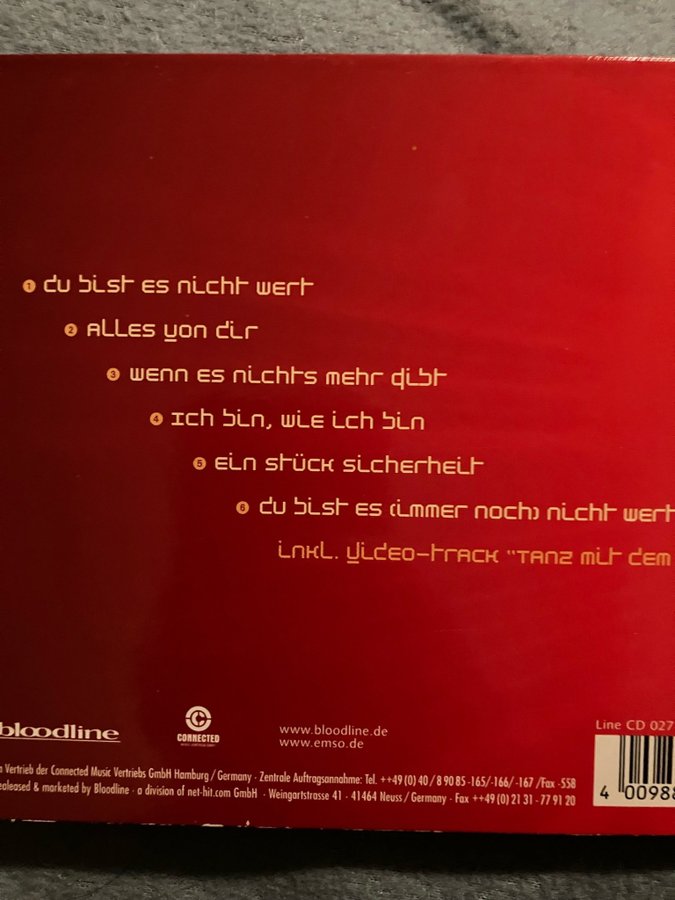 1 du bist es nicht wert
2 Alles von dir
3 wenn es nichts mehr gibt
4 Ich bin, wie ich bin
5 ein stück sicherheit
6 du bist es (immer noch) nicht wert
inkl. video-track "Tanz mit dem
bloodline
CONNECTED
www.bloodline.de
www.emso.de
Line CD 027
Vertrieb der Connected Music Vertriebs GmbH Hamburg / Germany · Zentrale Auftragsannahme: Tel. ++49 (0) 40 / 8 90 85 -165/-166/ -167 /Fax -558
ealeased & marketed by Bloodline · a division of net-hit.com GmbH · Weingartstrasse 41 · 41464 Neuss / Germany · Fax ++49 (0) 21 31 - 77 91 20
4 00988